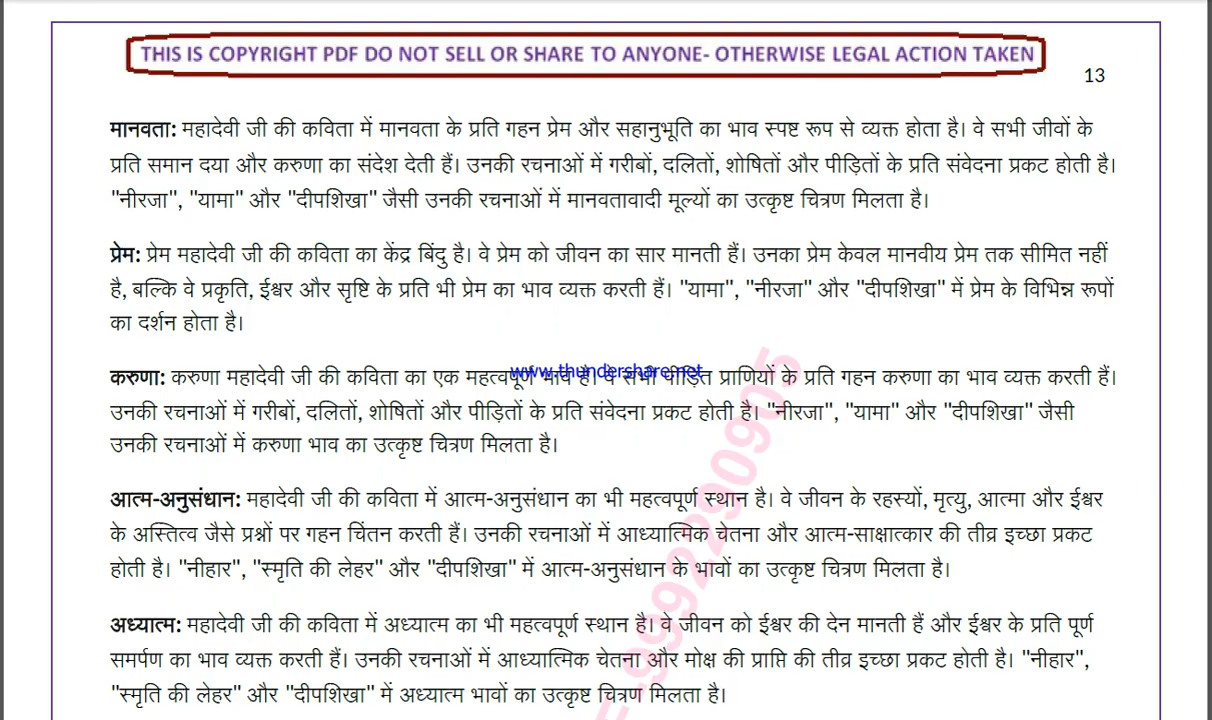 THIS IS COPYRIGHT PDF DO NOT SELL OR SHARE TO ANYONE- OTHERWISE LEGAL ACTION TAKEN
13
मानवता: महादेवी जी की कविता में मानवता के प्रति गहन प्रेम और सहानुभूति का भाव स्पष्ट रूप से व्यक्त होता है। वे सभी जीवों के
प्रति समान दया और करुणा का संदेश देती हैं। उनकी रचनाओं में गरीबों, दलितों, शोषितों और पीड़ितों के प्रति संवेदना प्रकट होती है।
"नीरजा", "यामा" और "दीपशिखा" जैसी उनकी रचनाओं में मानवतावादी मूल्यों का उत्कृष्ट चित्रण मिलता है।
प्रेम: प्रेम महादेवी जी की कविता का केंद्र बिंदु है। वे प्रेम को जीवन का सार मानती हैं। उनका प्रेम केवल मानवीय प्रेम तक सीमित नहीं
है, बल्कि वे प्रकृति, ईश्वर और सृष्टि के प्रति भी प्रेम का भाव व्यक्त करती हैं। "यामा", "नीरजा" और "दीपशिखा" में प्रेम के विभिन्न रूपों
का दर्शन होता है।
www.thundershare.net
करुणा: करुणा महादेवी जी की कविता का एक महत्वपूर्ण भाव है। वे सभी पीड़ित प्राणियों के प्रति गहन करुणा का भाव व्यक्त करती हैं।
उनकी रचनाओं में गरीबों, दलितों, शोषितों और पीड़ितों के प्रति संवेदना प्रकट होती है। "नीरजा", "यामा" और "दीपशिखा" जैसी
उनकी रचनाओं में करुणा भाव का उत्कृष्ट चित्रण मिलता है।
आत्म-अनुसंधान: महादेवी जी की कविता में आत्म-अनुसंधान का भी महत्वपूर्ण स्थान है। वे जीवन के रहस्यों, मृत्यु, आत्मा और ईश्वर
के अस्तित्व जैसे प्रश्नों पर गहन चिंतन करती हैं। उनकी रचनाओं में आध्यात्मिक चेतना और आत्म-साक्षात्कार की तीव्र इच्छा प्रकट
होती है। "नीहार", "स्मृति की लेहर" और "दीपशिखा" में आत्म-अनुसंधान के भावों का उत्कृष्ट चित्रण मिलता है।
अध्यात्म: महादेवी जी की कविता में अध्यात्म का भी महत्वपूर्ण स्थान है। वे जीवन को ईश्वर की देन मानती हैं और ईश्वर के प्रति पूर्ण
समर्पण का भाव व्यक्त करती हैं। उनकी रचनाओं में आध्यात्मिक चेतना और मोक्ष की प्राप्ति की तीव्र इच्छा प्रकट होती है। "नीहार",
"स्मृति की लेहर" और "दीपशिखा" में अध्यात्म भावों का उत्कृष्ट चित्रण मिलता है।
-9992290905